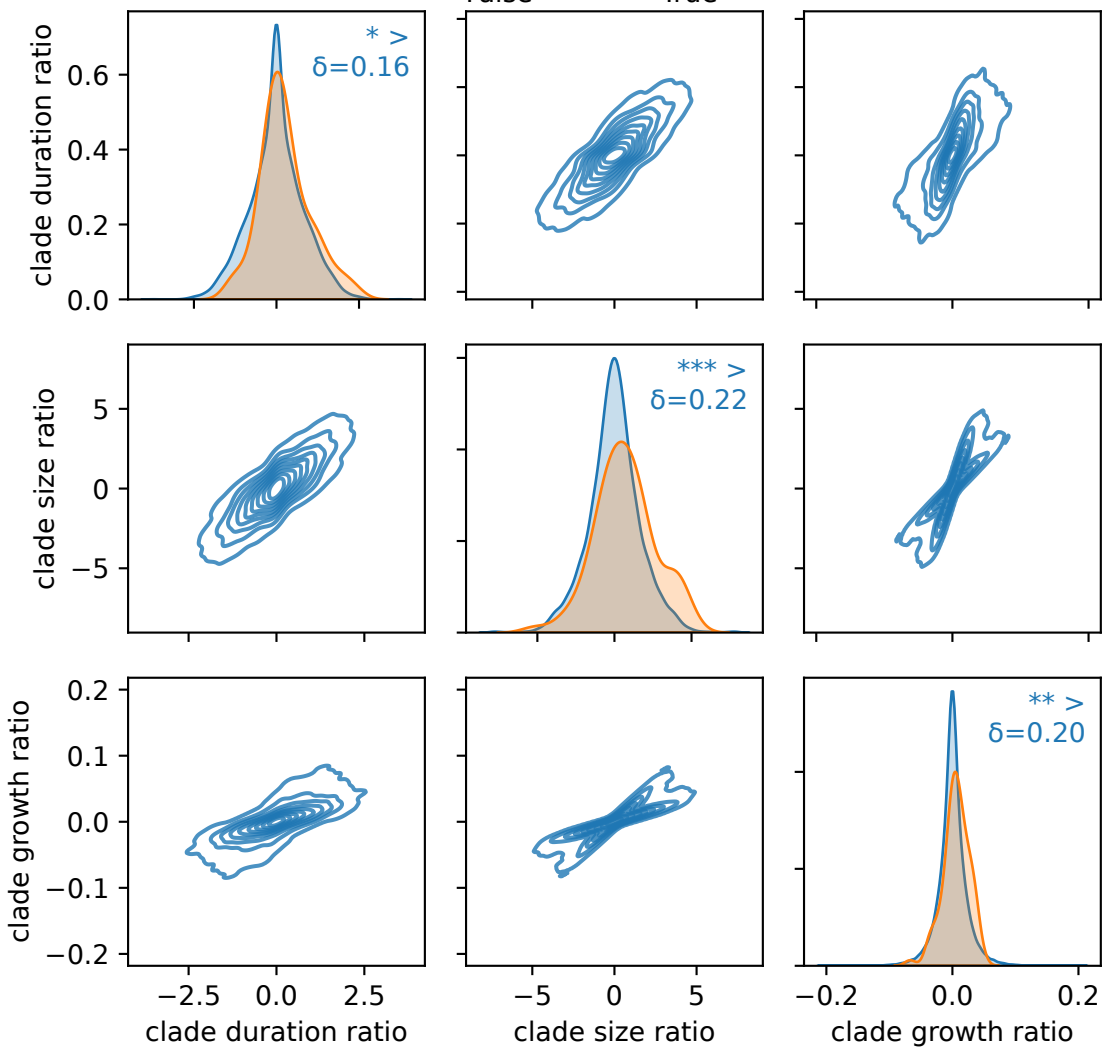 False True
clade duration ratio
0.6
0.4
0.2
0.0
* >
δ=0.16
clade size ratio
5
0
−5
*** >
δ=0.22
clade growth ratio
0.2
0.1
0.0
−0.1
−0.2
** >
δ=0.20
−2.5 0.0 2.5
−5 0 5
−0.2 0.0 0.2
clade duration ratio
clade size ratio
clade growth ratio